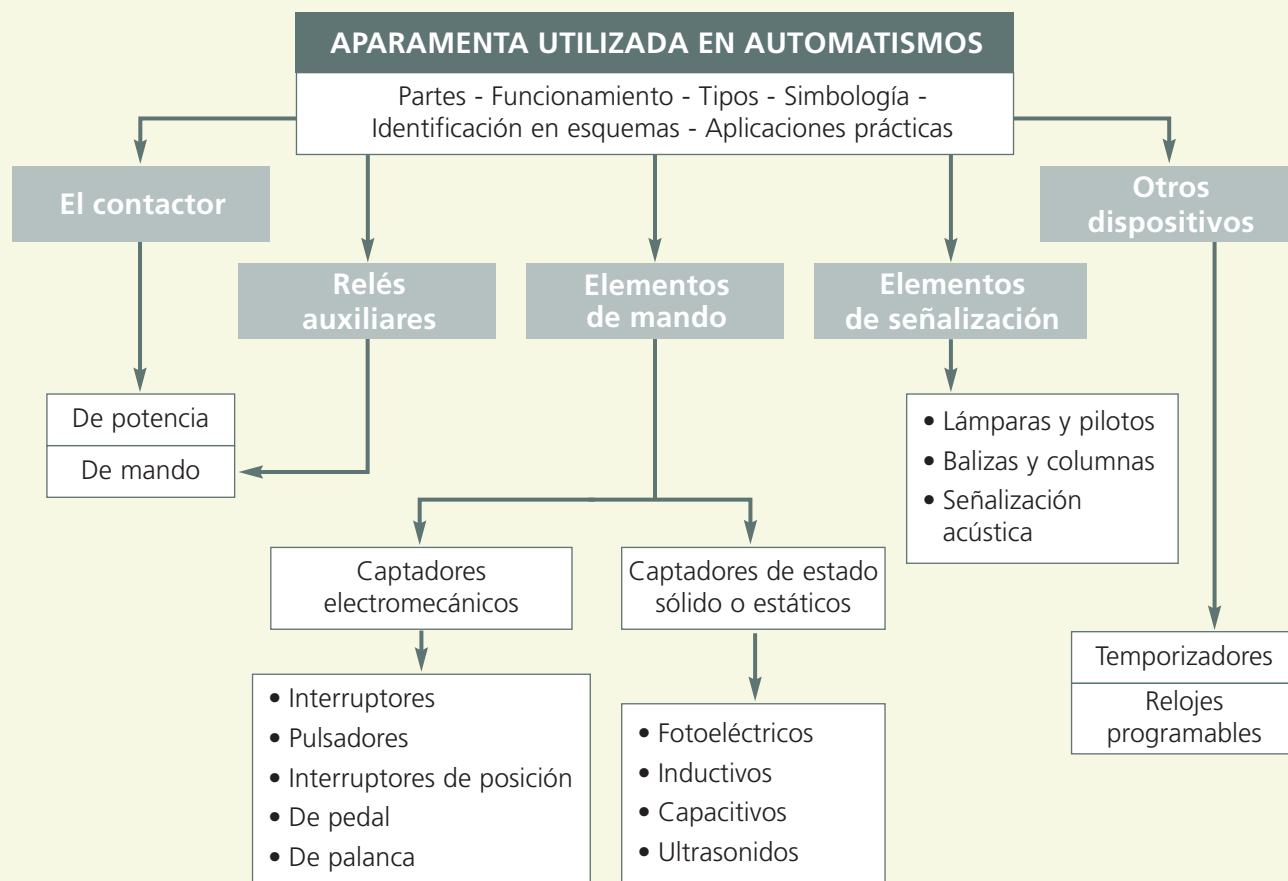 APARAMENTA UTILIZADA EN AUTOMATISMOS
Partes - Funcionamiento - Tipos - Simbología -
Identificación en esquemas - Aplicaciones prácticas
El contactor
Otros
dispositivos
Relés
auxiliares
Elementos
de mando
Elementos
de señalización
De potencia
De mando
• Lámparas y pilotos
• Balizas y columnas
• Señalización
acústica
Captadores
electromecánicos
Captadores de estado
sólido o estáticos
Temporizadores
Relojes
programables
• Interruptores
• Pulsadores
• Interruptores de posición
• De pedal
• De palanca
• Fotoeléctricos
• Inductivos
• Capacitivos
• Ultrasonidos